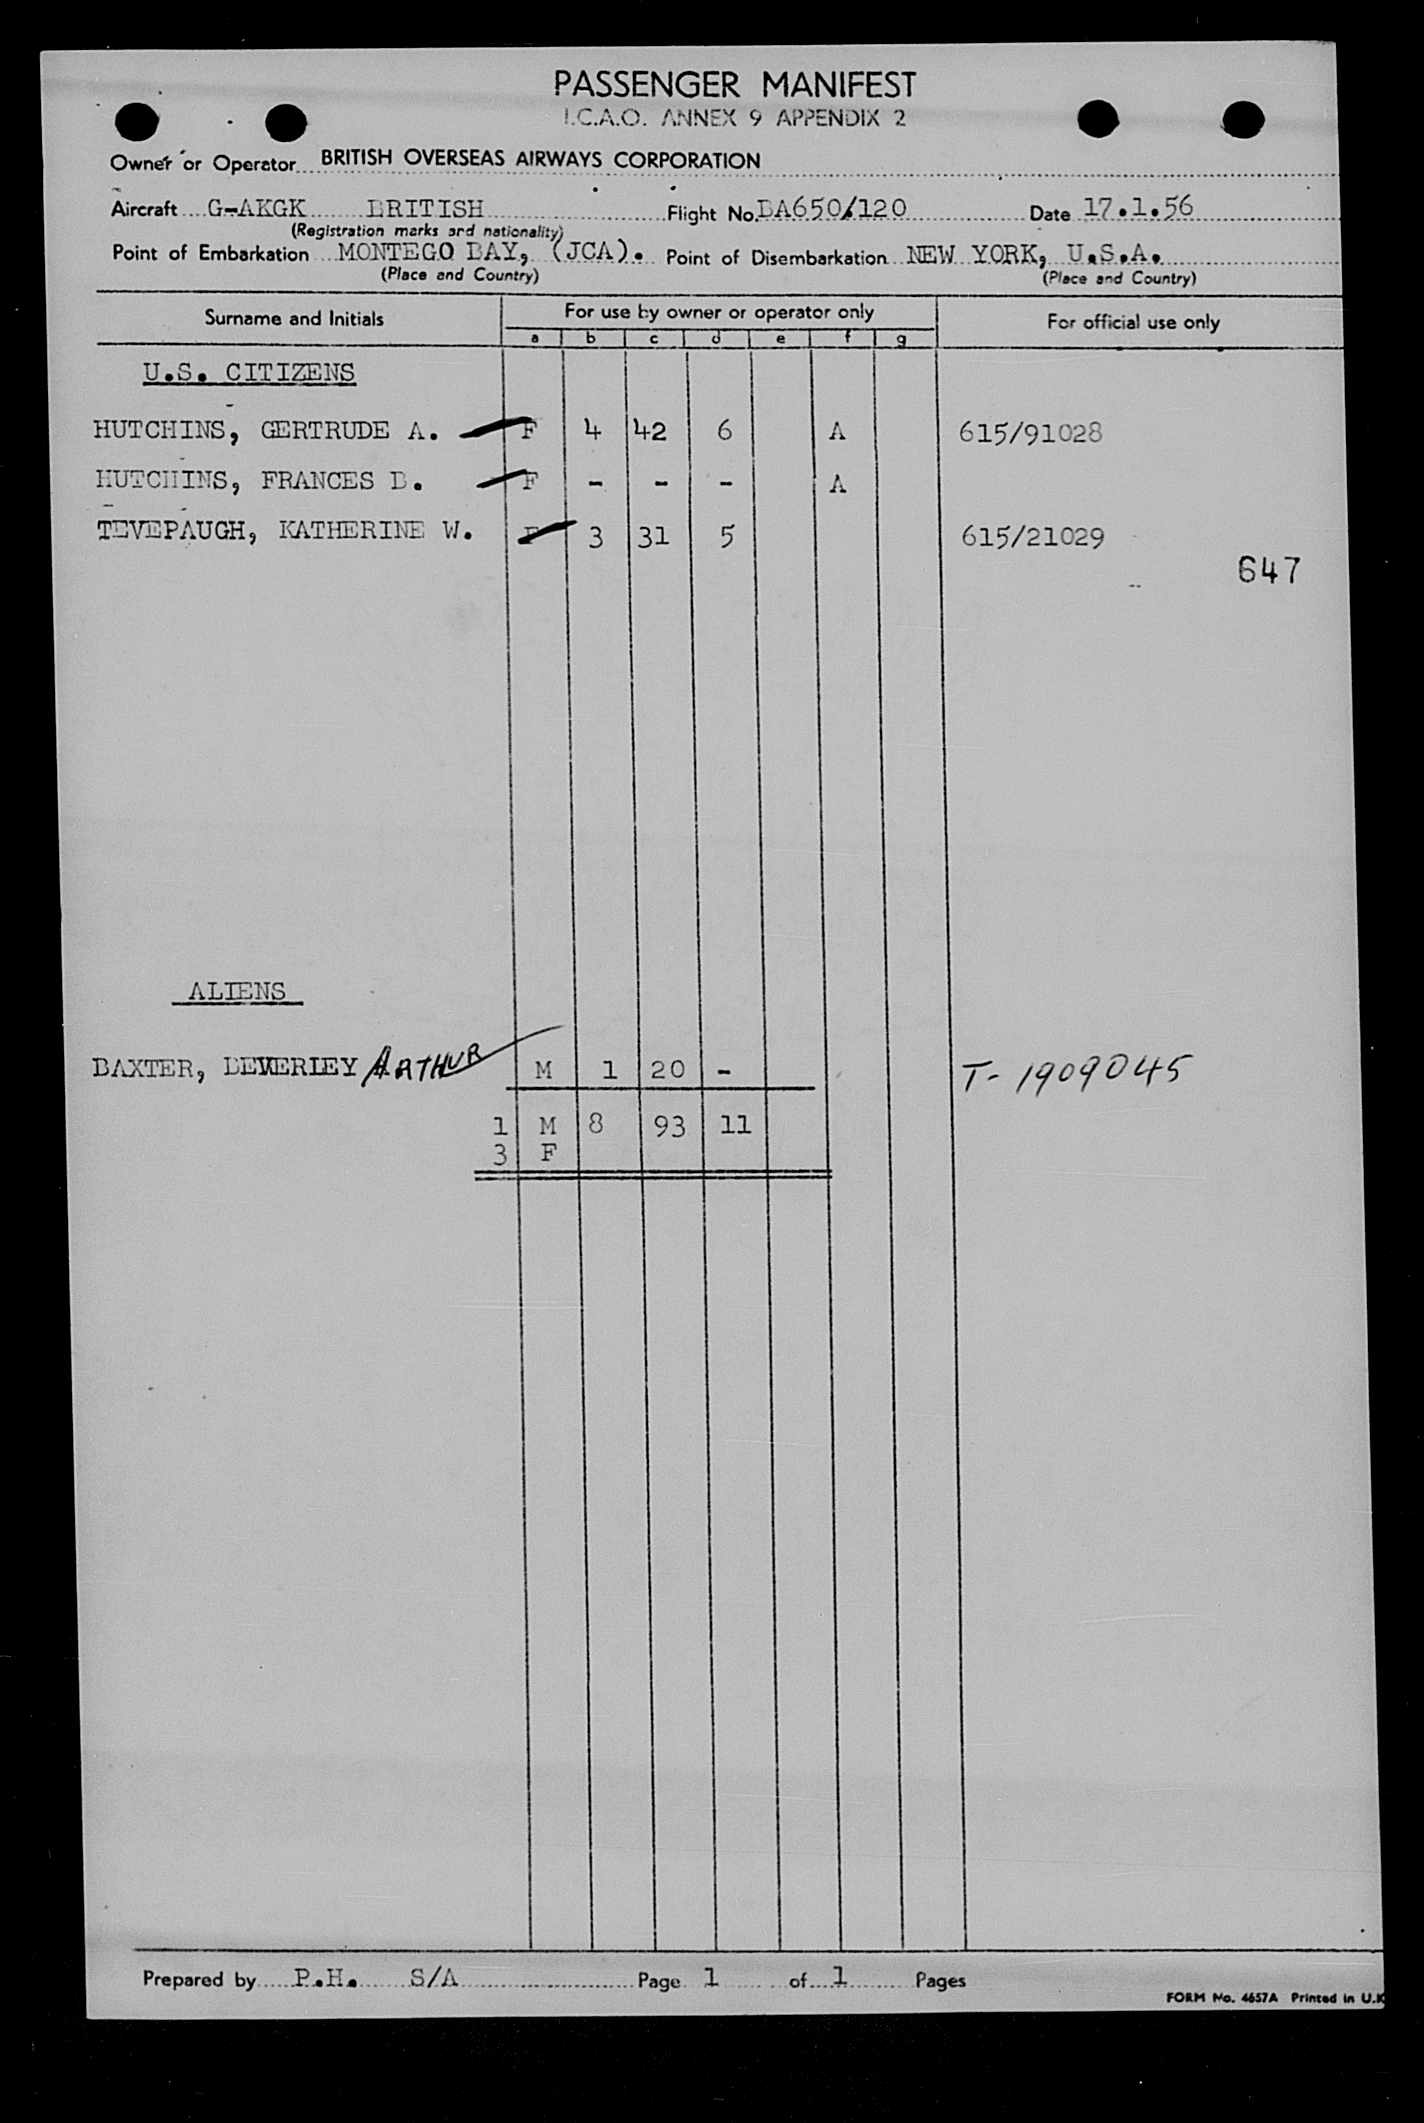 PASSENGER MANIFEST
I.C.A.O. ANNEX 9 APPENDIX 2
Owner or Operator BRITISH OVERSEAS AIRWAYS CORPORATION
Aircraft G-AKGK BRITISH Flight No. BA650/120 Date 17.1.56
(Registration marks and nationality)
Point of Embarkation MONTEGO BAY, (JCA). Point of Disembarkation NEW YORK, U.S.A.
(Place and Country) (Place and Country)
Surname and Initials For use by owner or operator only For official use only
a b c d e f g
U.S. CITIZENS
HUTCHINS, GERTRUDE A. F 4 42 6 A 615/91028
HUTCHINS, FRANCES B. F - - - A
TEVEPAUGH, KATHERINE W. F 3 31 5 615/21029
647
ALIENS
BAXTER, BEVERLEY ARTHUR M 1 20 - T-1909045
1 M 8 93 11
3 F
Prepared by P.H. S/A Page 1 of 1 Pages
FORM No. 4657A Printed in U.K